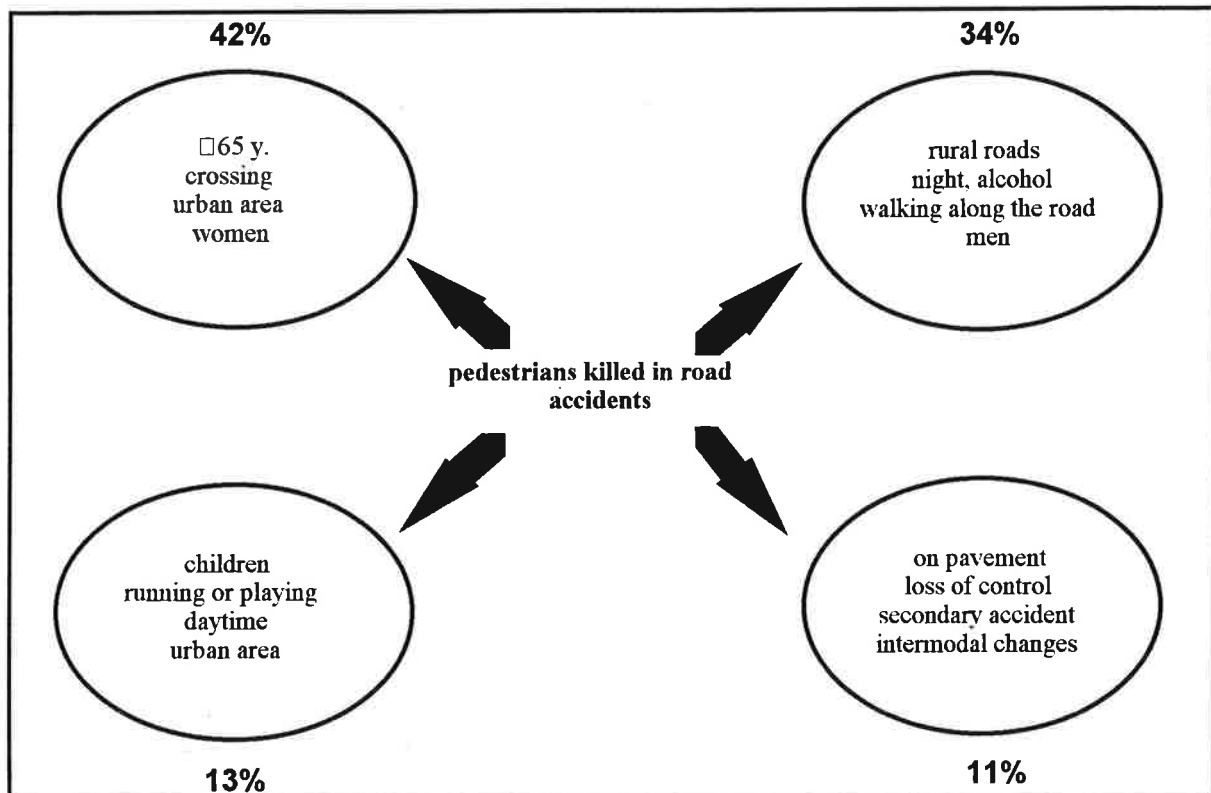 42%
34%
□65 y.
crossing
urban area
women
rural roads
night, alcohol
walking along the road
men
pedestrians killed in road
accidents
children
running or playing
daytime
urban area
on pavement
loss of control
secondary accident
intermodal changes
13%
11%